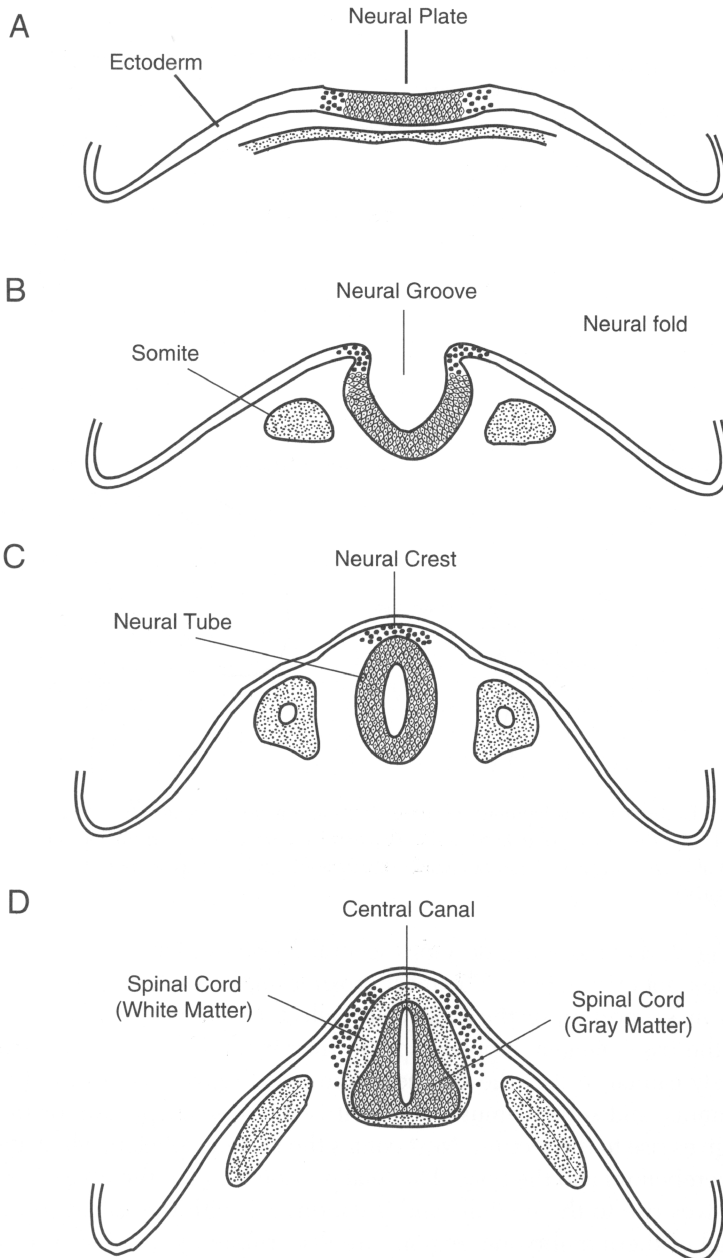 A
Neural Plate
Ectoderm
B
Neural Groove
Neural fold
Somite
C
Neural Crest
Neural Tube
D
Central Canal
Spinal Cord
(White Matter)
Spinal Cord
(Gray Matter)